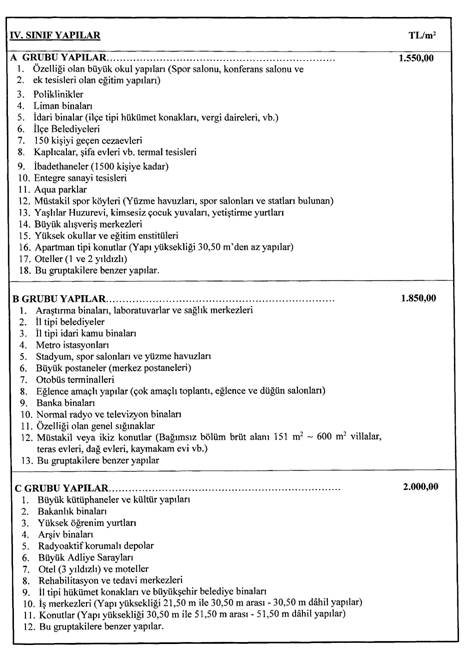 IV. SINIF YAPILAR TL/m²
A GRUBU YAPILAR……………………………………………… 1.550,00
1. Özelliği olan büyük okul yapıları (Spor salonu, konferans salonu ve
2. ek tesisleri olan eğitim yapıları)
3. Poliklinikler
4. Liman binaları
5. İdari binalar (ilçe tipi hükümet konakları, vergi daireleri, vb.)
6. İlçe Belediyeleri
7. 150 kişiyi geçen cezaevleri
8. Kaplıcalar, şifa evleri vb. termal tesisleri
9. İbadethaneler (1500 kişiye kadar)
10. Entegre sanayi tesisleri
11. Aqua parklar
12. Müstakil spor köyleri (Yüzme havuzları, spor salonları ve statları bulunan)
13. Yaşlılar Huzurevi, kimsesiz çocuk yuvaları, yetiştirme yurtları
14. Büyük alışveriş merkezleri
15. Yüksek okullar ve eğitim enstitüleri
16. Apartman tipi konutlar (Yapı yüksekliği 30,50 m'den az yapılar)
17. Oteller (1 ve 2 yıldızlı)
18. Bu gruptakilere benzer yapılar.
B GRUBU YAPILAR……………………………………………… 1.850,00
1. Araştırma binaları, laboratuvarlar ve sağlık merkezleri
2. İl tipi belediyeler
3. İl tipi idari kamu binaları
4. Metro istasyonları
5. Stadyum, spor salonları ve yüzme havuzları
6. Büyük postaneler (merkez postaneleri)
7. Otobüs terminalleri
8. Eğlence amaçlı yapılar (çok amaçlı toplantı, eğlence ve düğün salonları)
9. Banka binaları
10. Normal radyo ve televizyon binaları
11. Özelliği olan genel sığınaklar
12. Müstakil veya ikiz konutlar (Bağımsız bölüm brüt alanı 151 m² ~ 600 m² villalar,
teras evleri, dağ evleri, kaymakam evi vb.)
13. Bu gruptakilere benzer yapılar
C GRUBU YAPILAR……………………………………………… 2.000,00
1. Büyük kütüphaneler ve kültür yapıları
2. Bakanlık binaları
3. Yüksek öğrenim yurtları
4. Arşiv binaları
5. Radyoaktif korumalı depolar
6. Büyük Adliye Sarayları
7. Otel (3 yıldızlı) ve moteller
8. Rehabilitasyon ve tedavi merkezleri
9. İl tipi hükümet konakları ve büyükşehir belediye binaları
10. İş merkezleri (Yapı yüksekliği 21,50 m ile 30,50 m arası - 30,50 m dâhil yapılar)
11. Konutlar (Yapı yüksekliği 30,50 m ile 51,50 m arası - 51,50 m dâhil yapılar)
12. Bu gruptakilere benzer yapılar.